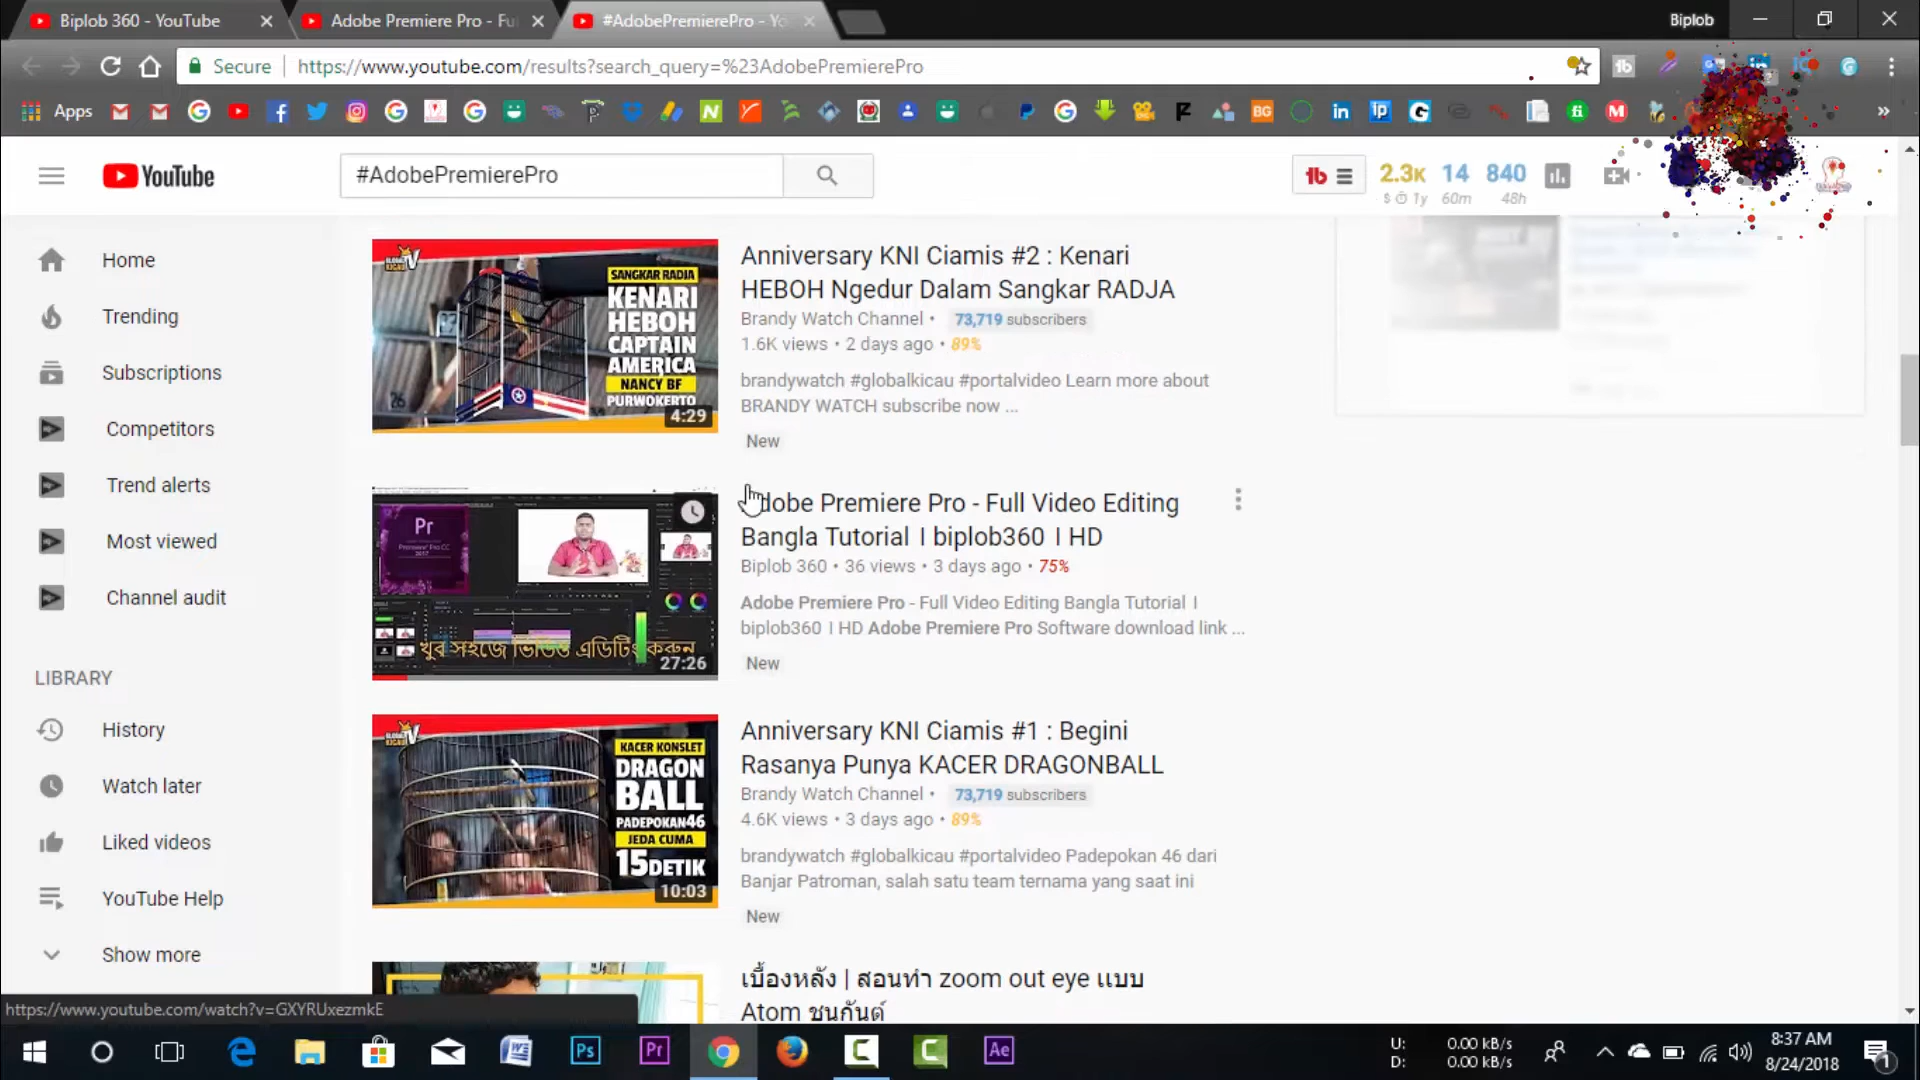 Biplob 360 - YouTube
Adobe Premiere Pro - Fu
#AdobePremierePro - Yo
Biplob
Secure
https://www.youtube.com/results?search_query=%23AdobePremierePro
Apps
YouTube
#AdobePremierePro
2.3K 14 840
$ 1y 60m 48h
Home
Trending
Subscriptions
Competitors
Trend alerts
Most viewed
Channel audit
LIBRARY
History
Watch later
Liked videos
YouTube Help
Show more
SANGKAR RADJA
KENARI
HEBOH
CAPTAIN
AMERICA
NANCY BF
PURWOKERTO
4:29
Anniversary KNI Ciamis #2 : Kenari
HEBOH Ngedur Dalam Sangkar RADJA
Brandy Watch Channel • 73,719 subscribers
1.6K views • 2 days ago • 89%
brandywatch #globalkicau #portalvideo Learn more about
BRANDY WATCH subscribe now ...
New
Pr
খুব সহজে ভিডিও এডিটিং করুন
27:26
Adobe Premiere Pro - Full Video Editing
Bangla Tutorial l biplob360 l HD
Biplob 360 • 36 views • 3 days ago • 75%
Adobe Premiere Pro - Full Video Editing Bangla Tutorial l
biplob360 l HD Adobe Premiere Pro Software download link ...
New
KACER KONSLET
DRAGON
BALL
PADEPOKAN46
JEDA CUMA
15DETIK
10:03
Anniversary KNI Ciamis #1 : Begini
Rasanya Punya KACER DRAGONBALL
Brandy Watch Channel • 73,719 subscribers
4.6K views • 3 days ago • 89%
brandywatch #globalkicau #portalvideo Padepokan 46 dari
Banjar Patroman, salah satu team ternama yang saat ini
New
เบื้องหลัง | สอนทำ zoom out eye แบบ
Atom ชนกันต์
https://www.youtube.com/watch?v=GXYRUxezmkE
Ps
Pr
Ae
U: 0.00 kB/s
D: 0.00 kB/s
8:37 AM
8/24/2018